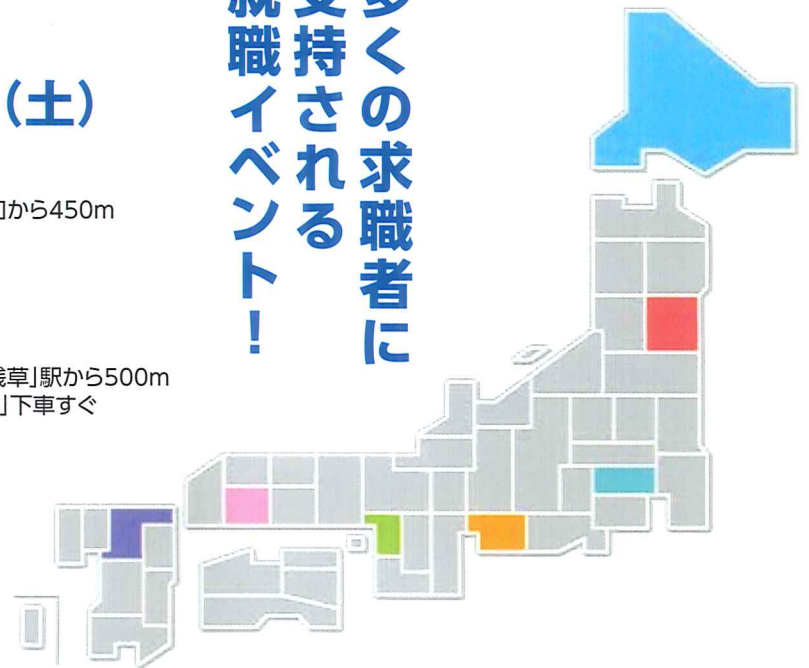 多くの求職者に
支持される
就職イベント！
（土）
口から450m
浅草」駅から500m
」下車すぐ